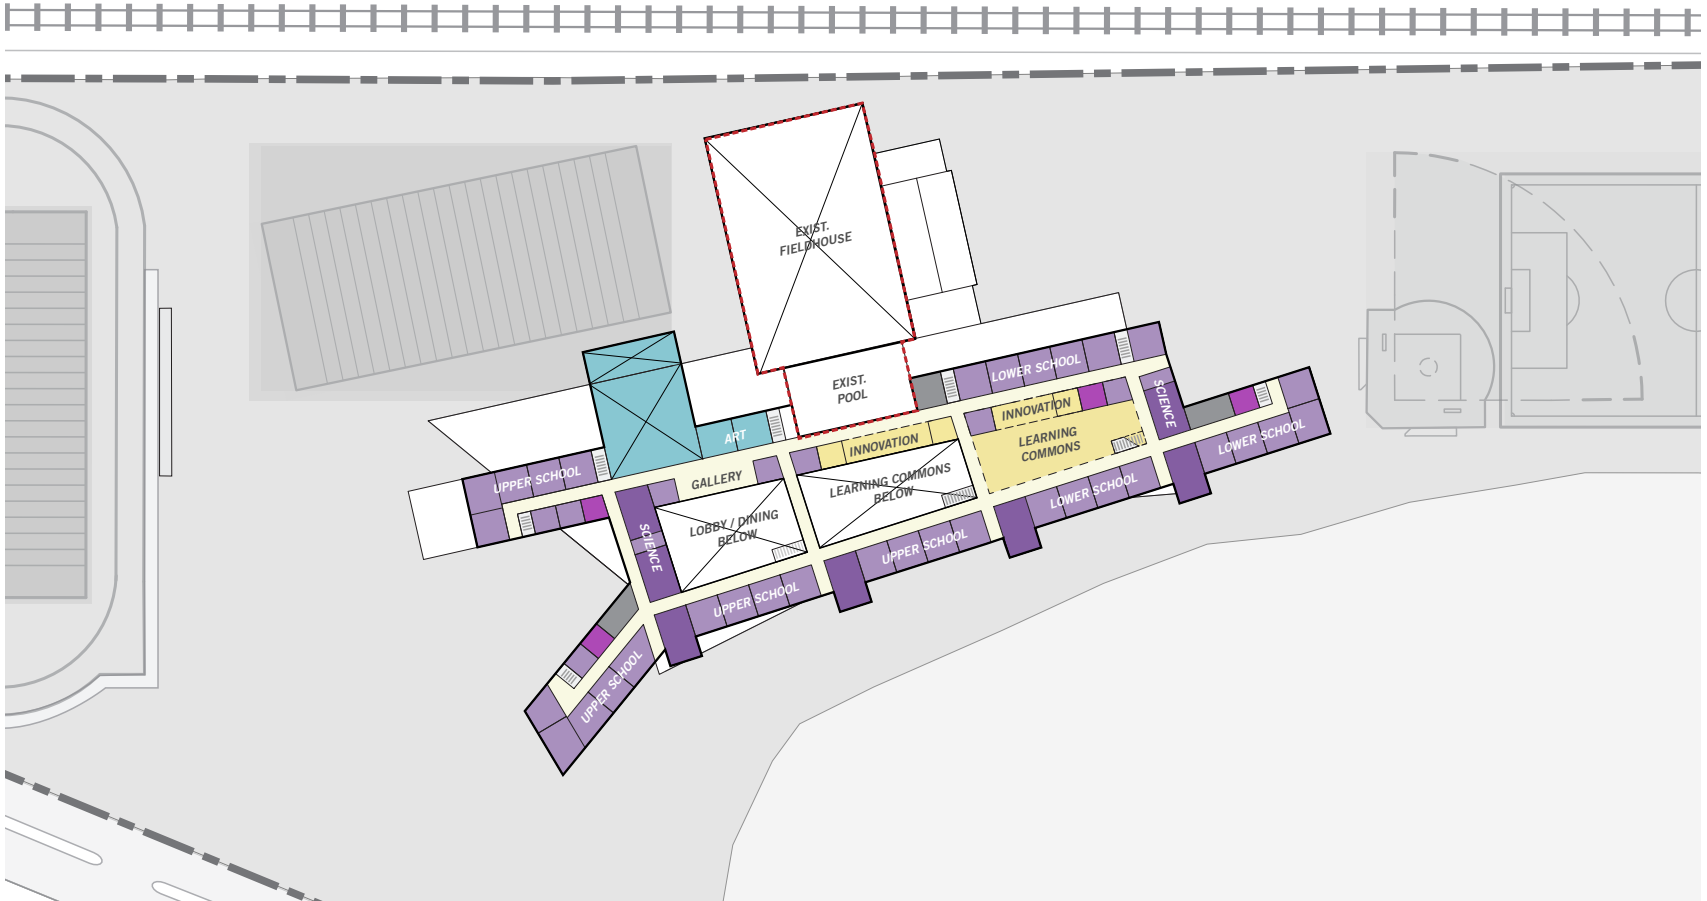 EXIST.
FIELDHOUSE
EXIST.
POOL
LOWER SCHOOL
SCIENCE
INNOVATION
LEARNING
COMMONS
LOWER SCHOOL
ART
INNOVATION
GALLERY
LEARNING COMMONS
BELOW
LOWER SCHOOL
UPPER SCHOOL
LOBBY / DINING
BELOW
SCIENCE
UPPER SCHOOL
UPPER SCHOOL
UPPER SCHOOL